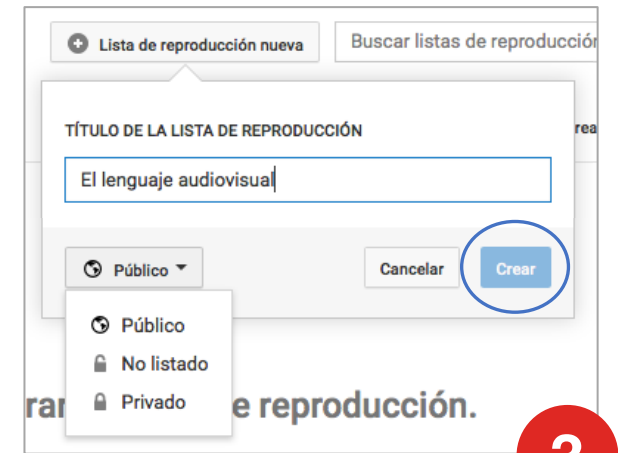 Lista de reproducción nueva
Buscar listas de reproducción
TÍTULO DE LA LISTA DE REPRODUCCIÓN
El lenguaje audiovisual
Público
Cancelar
Crear
Público
No listado
Privado
e reproducción.